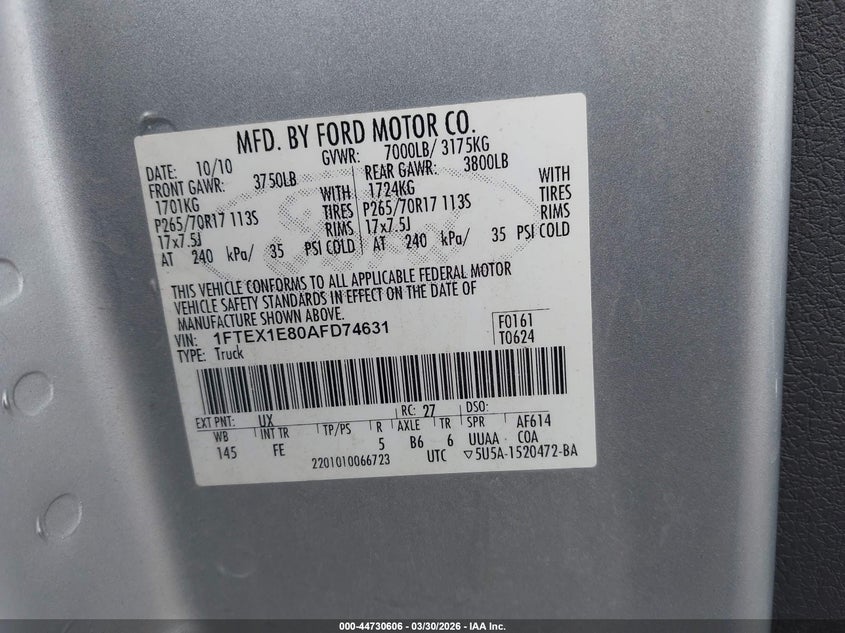 MFD. BY FORD MOTOR CO.
DATE: 10/10 GVWR: 7000LB/ 3175KG
FRONT GAWR: 3750LB REAR GAWR: 3800LB
1701KG WITH 1724KG WITH
P265/70R17 113S TIRES P265/70R17 113S TIRES
17x7.5J RIMS 17x7.5J RIMS
AT 240 kPa/ 35 PSI COLD AT 240 kPa/ 35 PSI COLD
THIS VEHICLE CONFORMS TO ALL APPLICABLE FEDERAL MOTOR
VEHICLE SAFETY STANDARDS IN EFFECT ON THE DATE OF
MANUFACTURE SHOWN ABOVE.
VIN: 1FTEX1E80AFD74631 F0161
TYPE: Truck T0624
EXT PNT: UX RC: 27 DSO:
WB INT TR TP/PS R AXLE TR SPR AF614
145 FE 5 B6 6 UUAA COA
2201010066723 UTC ▽5U5A-1520472-BA
000-44730606 - 03/30/2026 - IAA Inc.